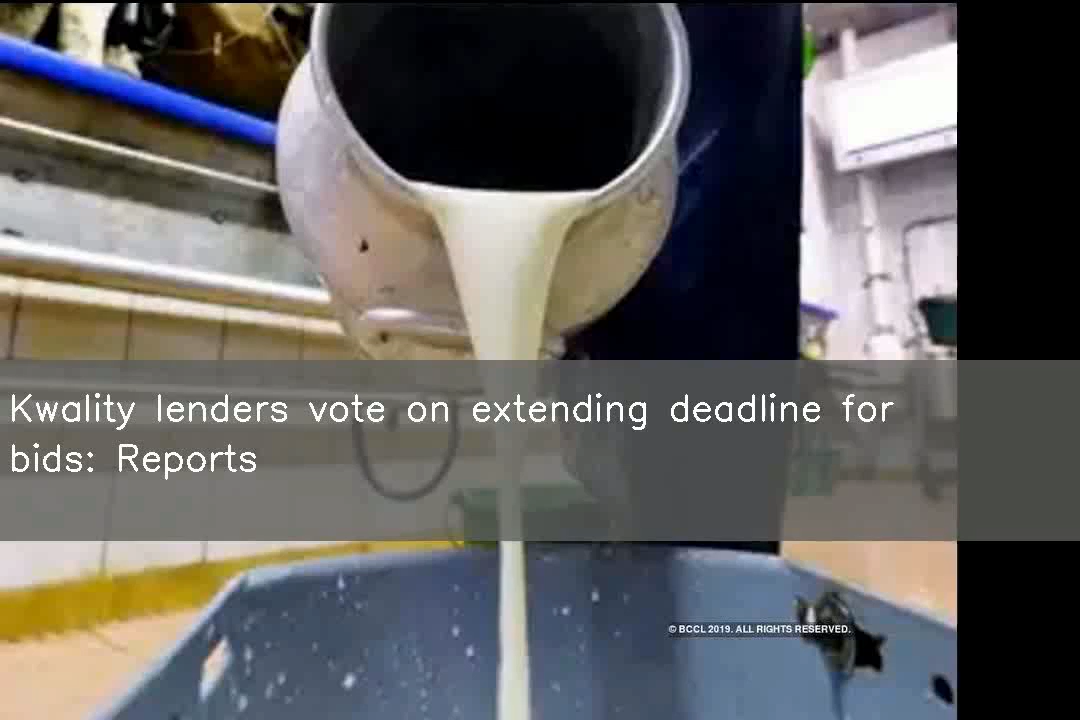 Kwality lenders vote on extending deadline for
bids: Reports
© BCCL 2019. ALL RIGHTS RESERVED.